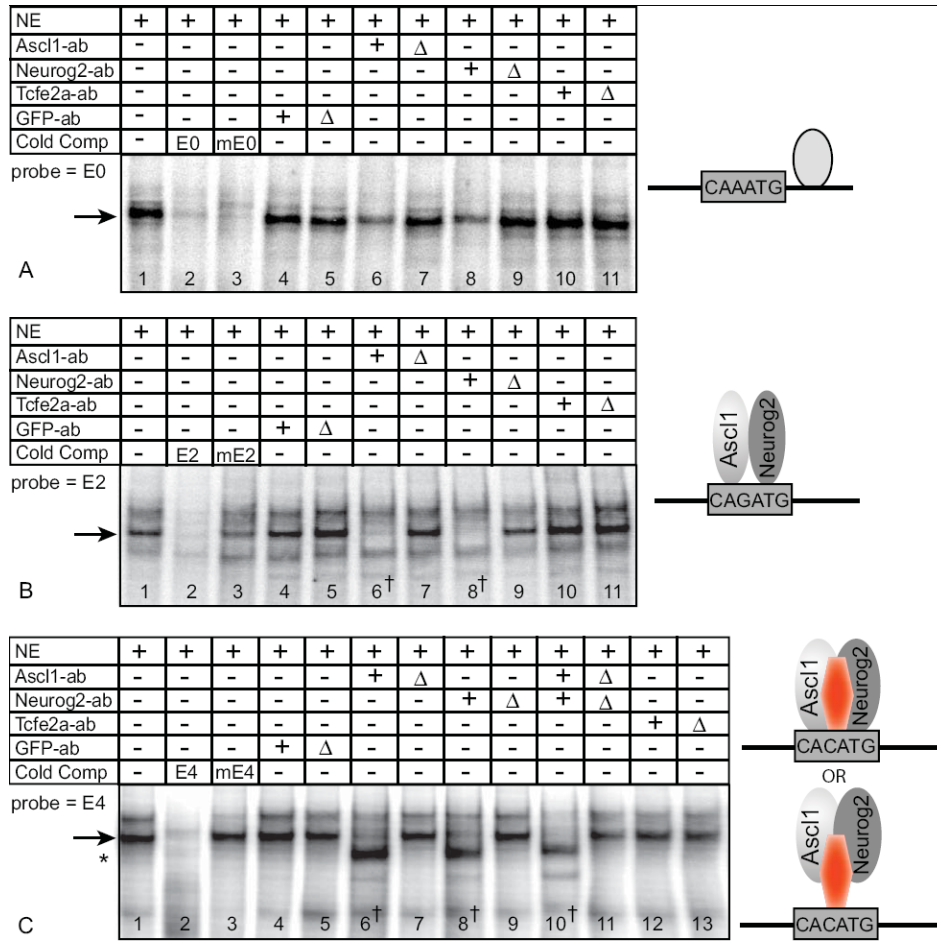 NE + + + + + + + + + + +
Ascl1-ab - - - - - + Δ - - - -
Neurog2-ab - - - - - - - + Δ - -
Tcfe2a-ab - - - - - - - - - + Δ
GFP-ab - - - + Δ - - - - - -
Cold Comp - E0 mE0 - - - - - - - -
probe = E0
CAAATG
A
1 2 3 4 5 6 7 8 9 10 11
NE + + + + + + + + + + +
Ascl1-ab - - - - - + Δ - - - -
Neurog2-ab - - - - - - - + Δ - -
Tcfe2a-ab - - - - - - - - - + Δ
GFP-ab - - - + Δ - - - - - -
Cold Comp - E2 mE2 - - - - - - - -
probe = E2
Ascl1 Neurog2
CAGATG
B
1 2 3 4 5 6† 7 8† 9 10 11
NE + + + + + + + + + + + + +
Ascl1-ab - - - - - + Δ - - + Δ - -
Neurog2-ab - - - - - - - + Δ + Δ - -
Tcfe2a-ab - - - - - - - - - - - + Δ
GFP-ab - - - + Δ - - - - - - - -
Cold Comp - E4 mE4 - - - - - - - - - -
probe = E4
*
C
1 2 3 4 5 6† 7 8† 9 10† 11 12 13
Ascl1 Neurog2
CACATG
OR
Ascl1 Neurog2
CACATG